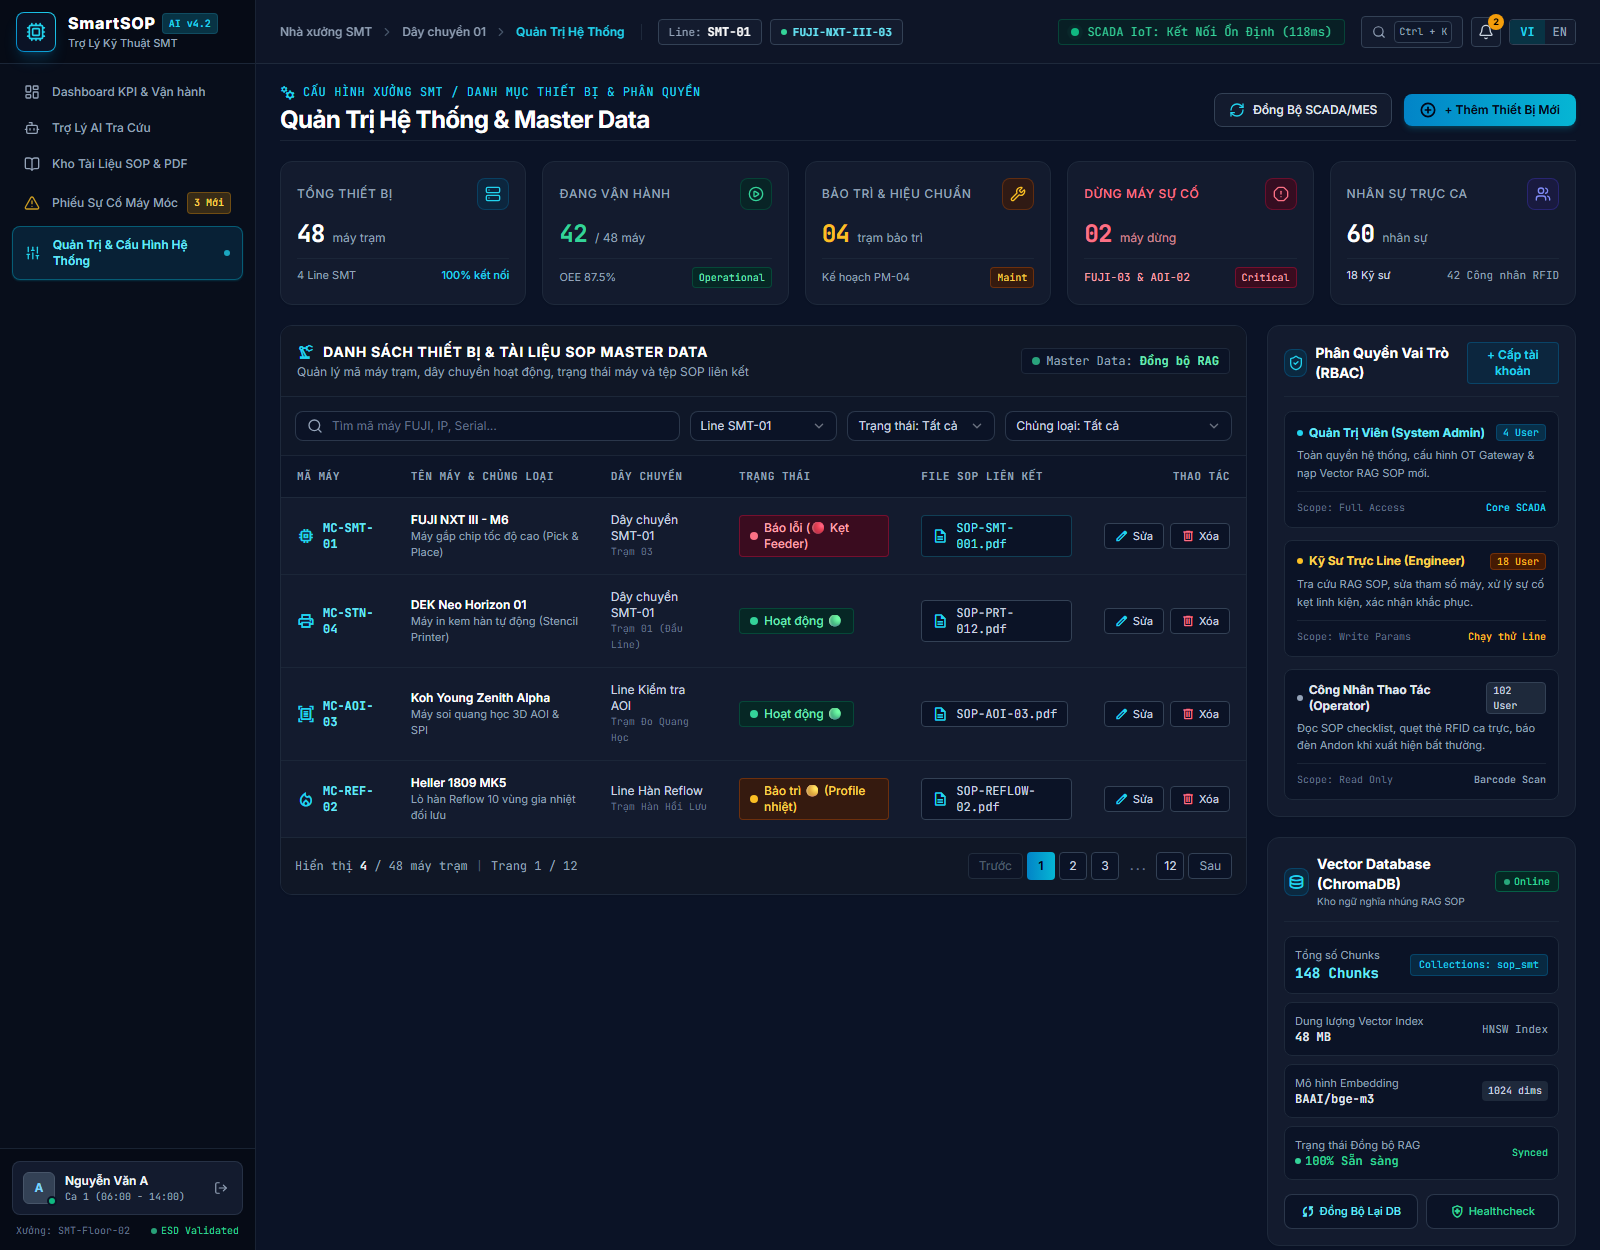 SmartSOP AI v4.2
Trợ Lý Kỹ Thuật SMT
Dashboard KPI & Vận hành
Trợ Lý AI Tra Cứu
Kho Tài Liệu SOP & PDF
Phiếu Sự Cố Máy Móc 3 Mới
Quản Trị & Cấu Hình Hệ
Thống
Nguyễn Văn A
A
Ca 1 (06:00 - 14:00)
Xưởng: SMT-Floor-02 ESD Validated
Nhà xưởng SMT Dây chuyền 01 Quản Trị Hệ Thống Line: SMT-01 FUJI-NXT-III-03
SCADA IoT: Kết Nối Ổn Định (118ms) Ctrl + K 2 VI EN
CẤU HÌNH XƯỞNG SMT / DANH MỤC THIẾT BỊ & PHÂN QUYỀN
Quản Trị Hệ Thống & Master Data
Đồng Bộ SCADA/MES + Thêm Thiết Bị Mới
TỔNG THIẾT BỊ
48 máy trạm
4 Line SMT 100% kết nối
ĐANG VẬN HÀNH
42 / 48 máy
OEE 87.5% Operational
BẢO TRÌ & HIỆU CHUẨN
04 trạm bảo trì
Kế hoạch PM-04 Maint
DỪNG MÁY SỰ CỐ
02 máy dừng
FUJI-03 & AOI-02 Critical
NHÂN SỰ TRỰC CA
60 nhân sự
18 Kỹ sư 42 Công nhân RFID
DANH SÁCH THIẾT BỊ & TÀI LIỆU SOP MASTER DATA
Quản lý mã máy trạm, dây chuyền hoạt động, trạng thái máy và tệp SOP liên kết
Master Data: Đồng bộ RAG
Tìm mã máy FUJI, IP, Serial...
Line SMT-01 Trạng thái: Tất cả Chủng loại: Tất cả
MÃ MÁY TÊN MÁY & CHỦNG LOẠI DÂY CHUYỀN TRẠNG THÁI FILE SOP LIÊN KẾT THAO TÁC
MC-SMT-
01
FUJI NXT III - M6
Máy gắp chip tốc độ cao (Pick &
Place)
Dây chuyền
SMT-01
Trạm 03
Báo lỗi (🔴 Kẹt
Feeder)
SOP-SMT-
001.pdf
Sửa Xóa
MC-STN-
04
DEK Neo Horizon 01
Máy in kem hàn tự động (Stencil
Printer)
Dây chuyền
SMT-01
Trạm 01 (Đầu
Line)
Hoạt động 🟢
SOP-PRT-
012.pdf
Sửa Xóa
MC-AOI-
03
Koh Young Zenith Alpha
Máy soi quang học 3D AOI &
SPI
Line Kiểm tra
AOI
Trạm Đo Quang
Học
Hoạt động 🟢
SOP-AOI-03.pdf
Sửa Xóa
MC-REF-
02
Heller 1809 MK5
Lò hàn Reflow 10 vùng gia nhiệt
đối lưu
Line Hàn Reflow
Trạm Hàn Hồi Lưu
Bảo trì 🟡 (Profile
nhiệt)
SOP-REFLOW-
02.pdf
Sửa Xóa
Hiển thị 4 / 48 máy trạm | Trang 1 / 12
Trước 1 2 3 ... 12 Sau
Phân Quyền Vai Trò
(RBAC)
+ Cấp tài
khoản
Quản Trị Viên (System Admin) 4 User
Toàn quyền hệ thống, cấu hình OT Gateway &
nạp Vector RAG SOP mới.
Scope: Full Access Core SCADA
Kỹ Sư Trực Line (Engineer) 18 User
Tra cứu RAG SOP, sửa tham số máy, xử lý sự cố
kẹt linh kiện, xác nhận khắc phục.
Scope: Write Params Chạy thử Line
Công Nhân Thao Tác
(Operator)
102
User
Đọc SOP checklist, quẹt thẻ RFID ca trực, báo
đèn Andon khi xuất hiện bất thường.
Scope: Read Only Barcode Scan
Vector Database
(ChromaDB)
Kho ngữ nghĩa nhúng RAG SOP
Online
Tổng số Chunks
148 Chunks
Collections: sop_smt
Dung lượng Vector Index
48 MB
HNSW Index
Mô hình Embedding
BAAI/bge-m3
1024 dims
Trạng thái Đồng bộ RAG
100% Sẵn sàng
Synced
Đồng Bộ Lại DB Healthcheck